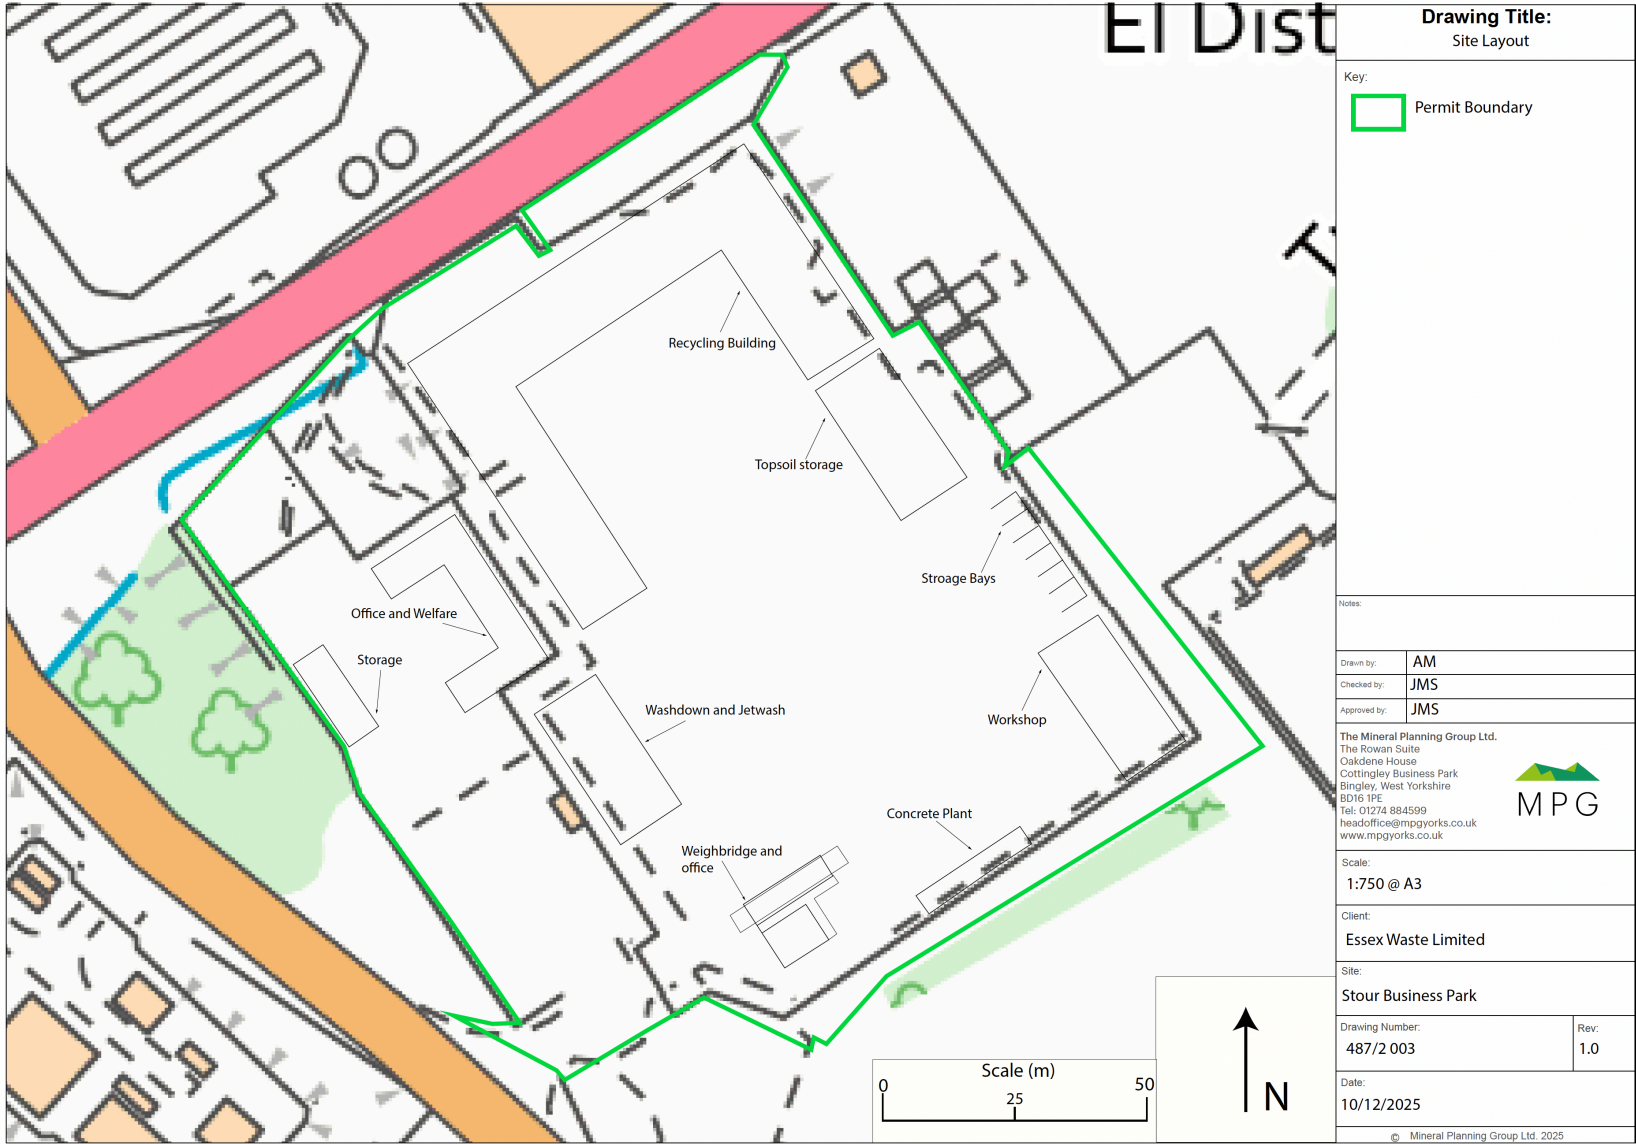 El Dist
T
Recycling Building
Topsoil storage
Stroage Bays
Office and Welfare
Storage
Washdown and Jetwash
Workshop
Concrete Plant
Weighbridge and
office
Scale (m)
0
25
50
N
Drawing Title:
Site Layout
Key:
Permit Boundary
Notes:
Drawn by:
AM
Checked by:
JMS
Approved by:
JMS
The Mineral Planning Group Ltd.
The Rowan Suite
Oakdene House
Cottingley Business Park
Bingley, West Yorkshire
BD16 1PE
Tel: 01274 884599
headoffice@mpgyorks.co.uk
www.mpgyorks.co.uk
MPG
Scale:
1:750 @ A3
Client:
Essex Waste Limited
Site:
Stour Business Park
Drawing Number:
487/2 003
Rev:
1.0
Date:
10/12/2025
© Mineral Planning Group Ltd. 2025